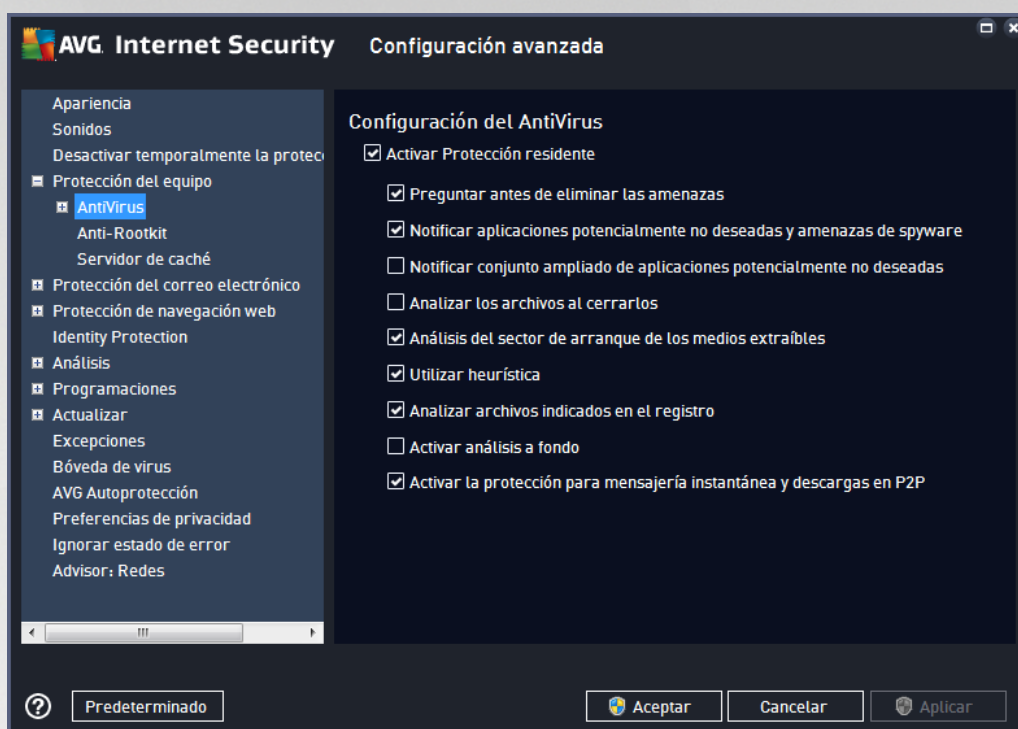 AVG. Internet Security Configuración avanzada
Apariencia
Sonidos
Desactivar temporalmente la protec
Protección del equipo
AntiVirus
Anti-Rootkit
Servidor de caché
Protección del correo electrónico
Protección de navegación web
Identity Protection
Análisis
Programaciones
Actualizar
Excepciones
Bóveda de virus
AVG Autoprotección
Preferencias de privacidad
Ignorar estado de error
Advisor: Redes
Configuración del AntiVirus
Activar Protección residente
Preguntar antes de eliminar las amenazas
Notificar aplicaciones potencialmente no deseadas y amenazas de spyware
Notificar conjunto ampliado de aplicaciones potencialmente no deseadas
Analizar los archivos al cerrarlos
Análisis del sector de arranque de los medios extraíbles
Utilizar heurística
Analizar archivos indicados en el registro
Activar análisis a fondo
Activar la protección para mensajería instantánea y descargas en P2P
Predeterminado
Aceptar
Cancelar
Aplicar